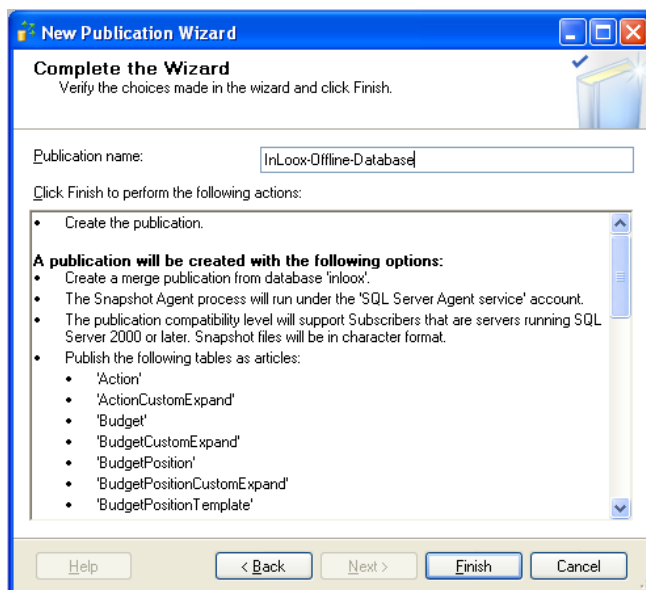 New Publication Wizard
Complete the Wizard
Verify the choices made in the wizard and click Finish.
Publication name:
InLoox-Offline-Database
Click Finish to perform the following actions:
• Create the publication.
A publication will be created with the following options:
• Create a merge publication from database 'inloox'.
• The Snapshot Agent process will run under the 'SQL Server Agent service' account.
• The publication compatibility level will support Subscribers that are servers running SQL
Server 2000 or later. Snapshot files will be in character format.
• Publish the following tables as articles:
• 'Action'
• 'ActionCustomExpand'
• 'Budget'
• 'BudgetCustomExpand'
• 'BudgetPosition'
• 'BudgetPositionCustomExpand'
• 'BudgetPositionTemplate'
Help
< Back
Next >
Finish
Cancel